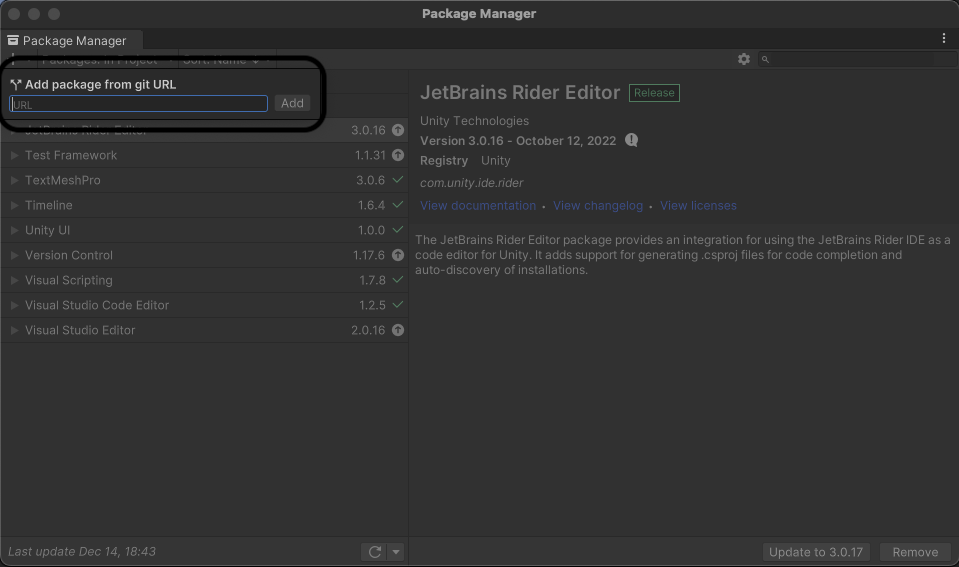 Package Manager
Package Manager
+ Packages: In Project Sort: Name
Add package from git URL
URL
Add
JetBrains Rider Editor 3.0.16
Test Framework 1.1.31
TextMeshPro 3.0.6
Timeline 1.6.4
Unity UI 1.0.0
Version Control 1.17.6
Visual Scripting 1.7.8
Visual Studio Code Editor 1.2.5
Visual Studio Editor 2.0.16
Last update Dec 14, 18:43
JetBrains Rider Editor Release
Unity Technologies
Version 3.0.16 - October 12, 2022
Registry Unity
com.unity.ide.rider
View documentation • View changelog • View licenses
The JetBrains Rider Editor package provides an integration for using the JetBrains Rider IDE as a
code editor for Unity. It adds support for generating .csproj files for code completion and
auto-discovery of installations.
Update to 3.0.17
Remove